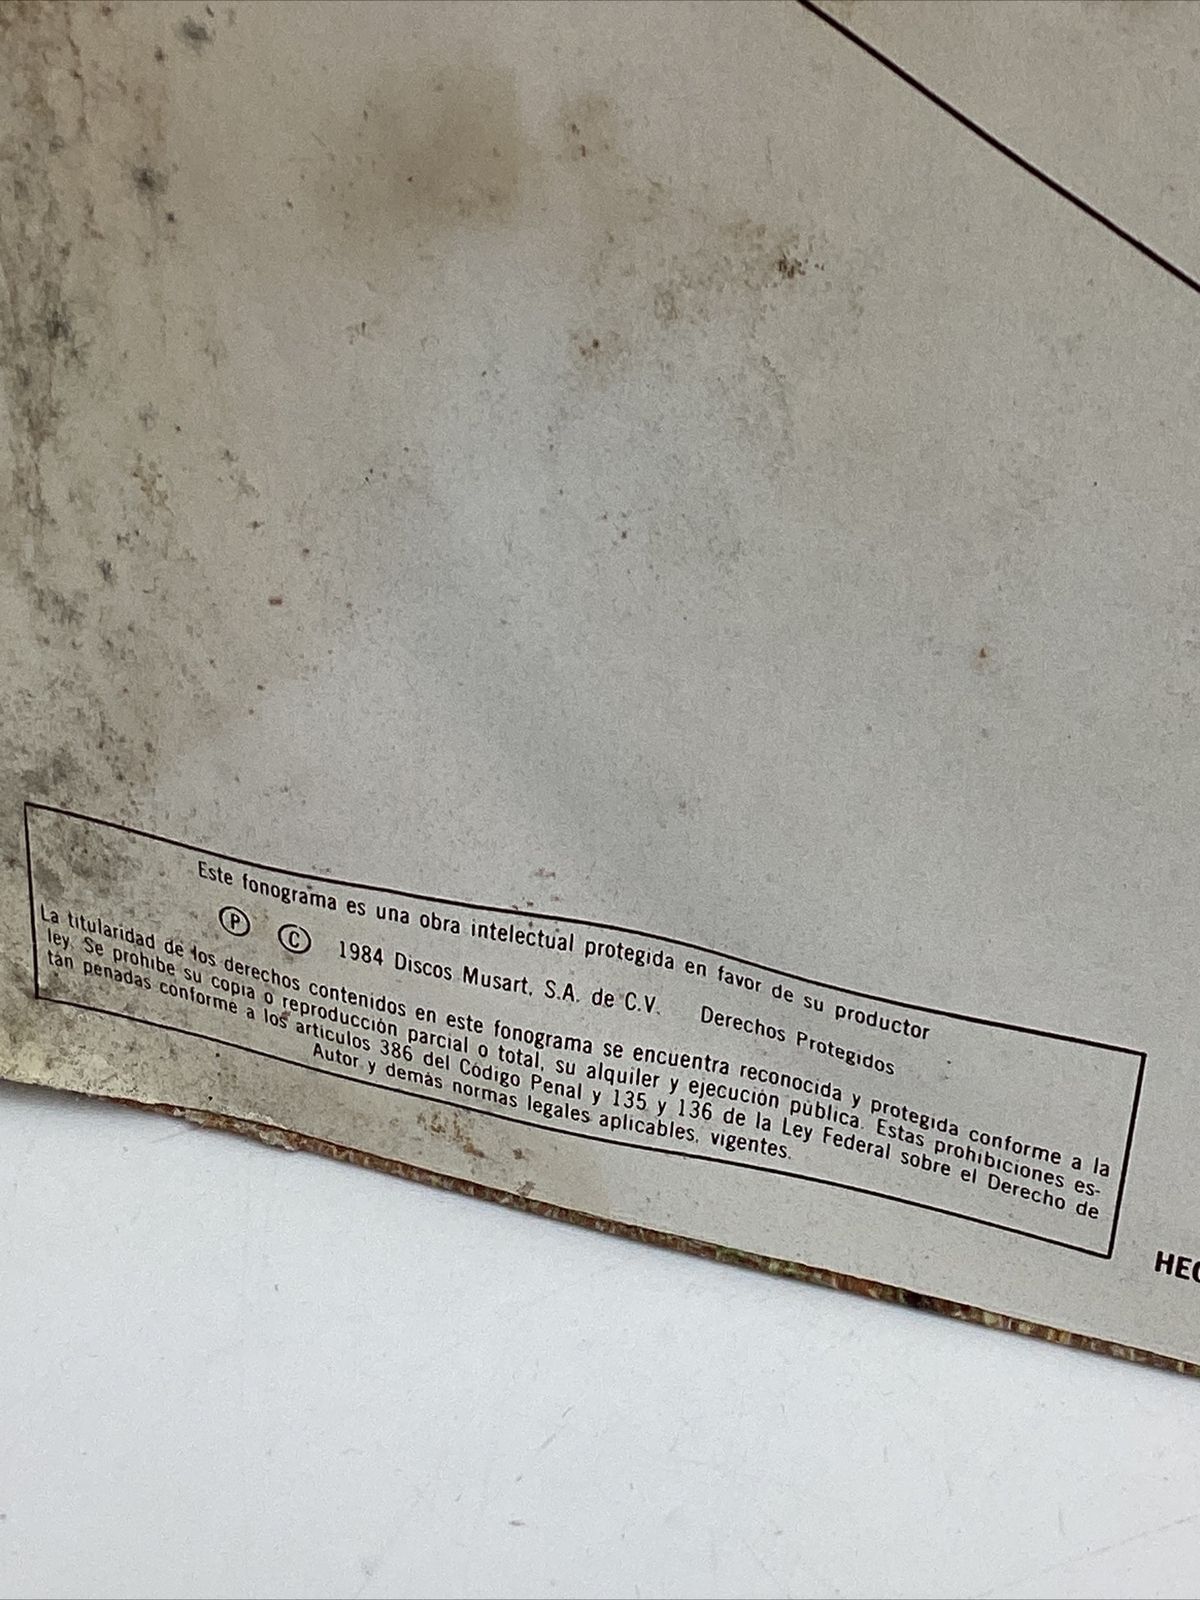 Este fonograma es una obra intelectual protegida en favor de su productor
Ⓟ Ⓒ 1984 Discos Musart, S.A. de C.V. Derechos Protegidos
La titularidad de los derechos contenidos en este fonograma se encuentra reconocida y protegida conforme a la
ley. Se prohibe su copia o reproducción parcial o total, su alquiler y ejecución pública. Estas prohibiciones es-
tán penadas conforme a los artículos 386 del Código Penal y 135 y 136 de la Ley Federal sobre el Derecho de
Autor y demás normas legales aplicables, vigentes.